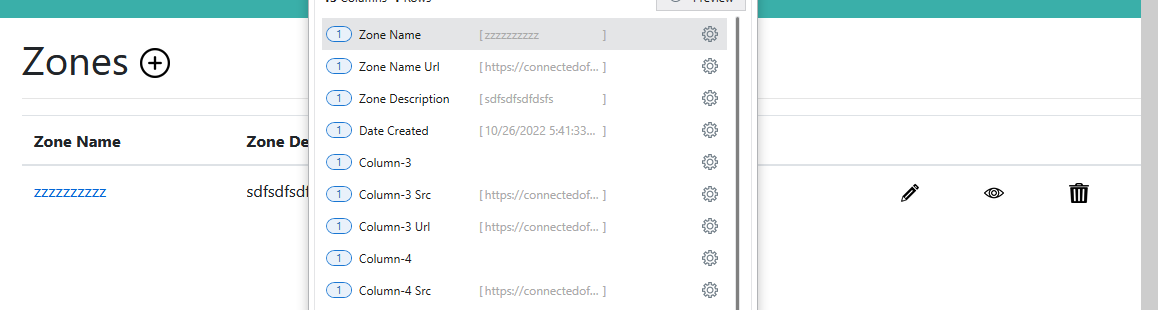 Preview
Zones
Zone Name
Zone De
zzzzzzzzzz
sdfsdfsdf
1 Zone Name [ zzzzzzzzzz ]
1 Zone Name Url [ https://connectedof... ]
1 Zone Description [ sdfsdfsdfdsfs ]
1 Date Created [ 10/26/2022 5:41:33... ]
1 Column-3
1 Column-3 Src [ https://connectedof... ]
1 Column-3 Url [ https://connectedof... ]
1 Column-4
1 Column-4 Src [ https://connectedof... ]